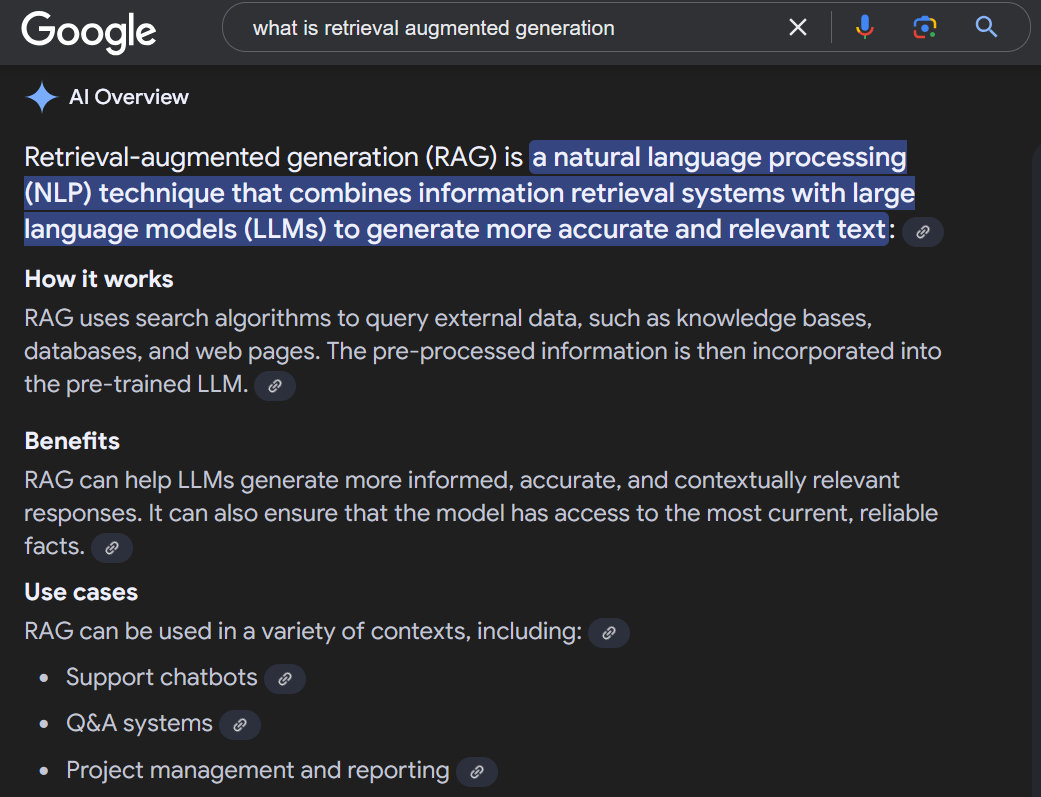 Google
what is retrieval augmented generation
AI Overview
Retrieval-augmented generation (RAG) is a natural language processing
(NLP) technique that combines information retrieval systems with large
language models (LLMs) to generate more accurate and relevant text:
How it works
RAG uses search algorithms to query external data, such as knowledge bases,
databases, and web pages. The pre-processed information is then incorporated into
the pre-trained LLM.
Benefits
RAG can help LLMs generate more informed, accurate, and contextually relevant
responses. It can also ensure that the model has access to the most current, reliable
facts.
Use cases
RAG can be used in a variety of contexts, including:
• Support chatbots
• Q&A systems
• Project management and reporting